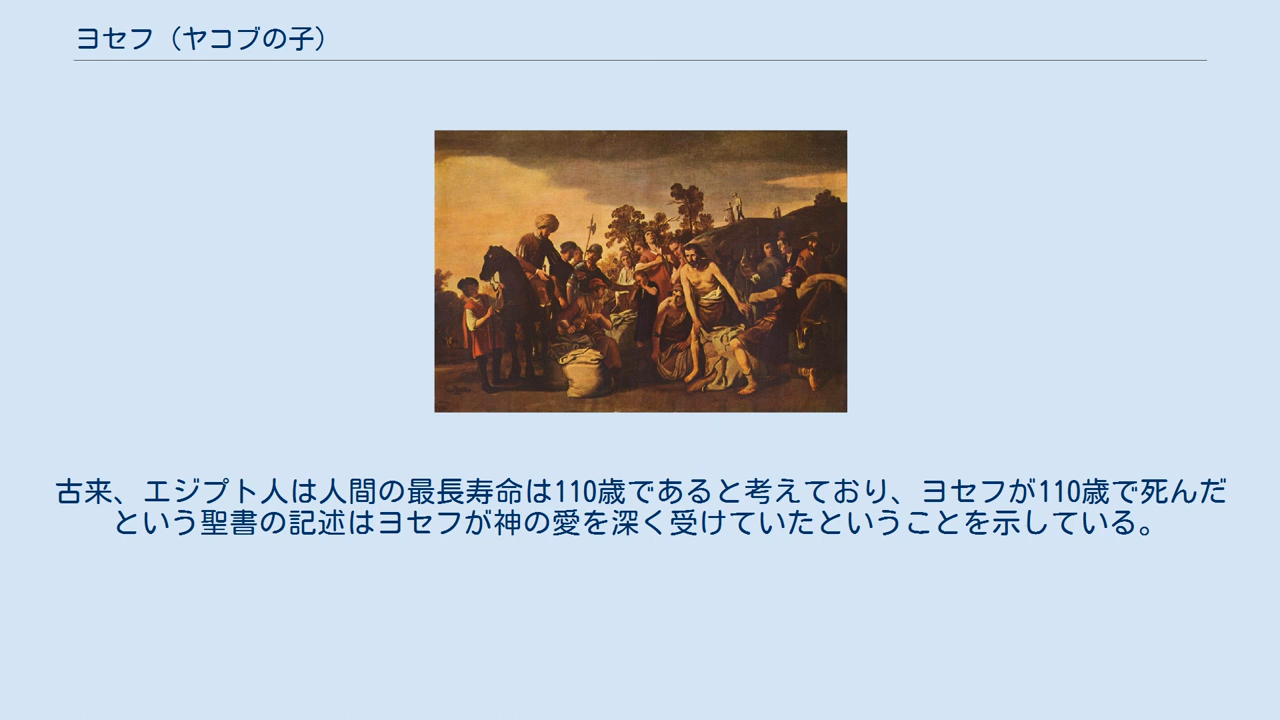 ヨセフ（ヤコブの子）
古来、エジプト人は人間の最長寿命は110歳であると考えており、ヨセフが110歳で死んだ
という聖書の記述はヨセフが神の愛を深く受けていたということを示している。